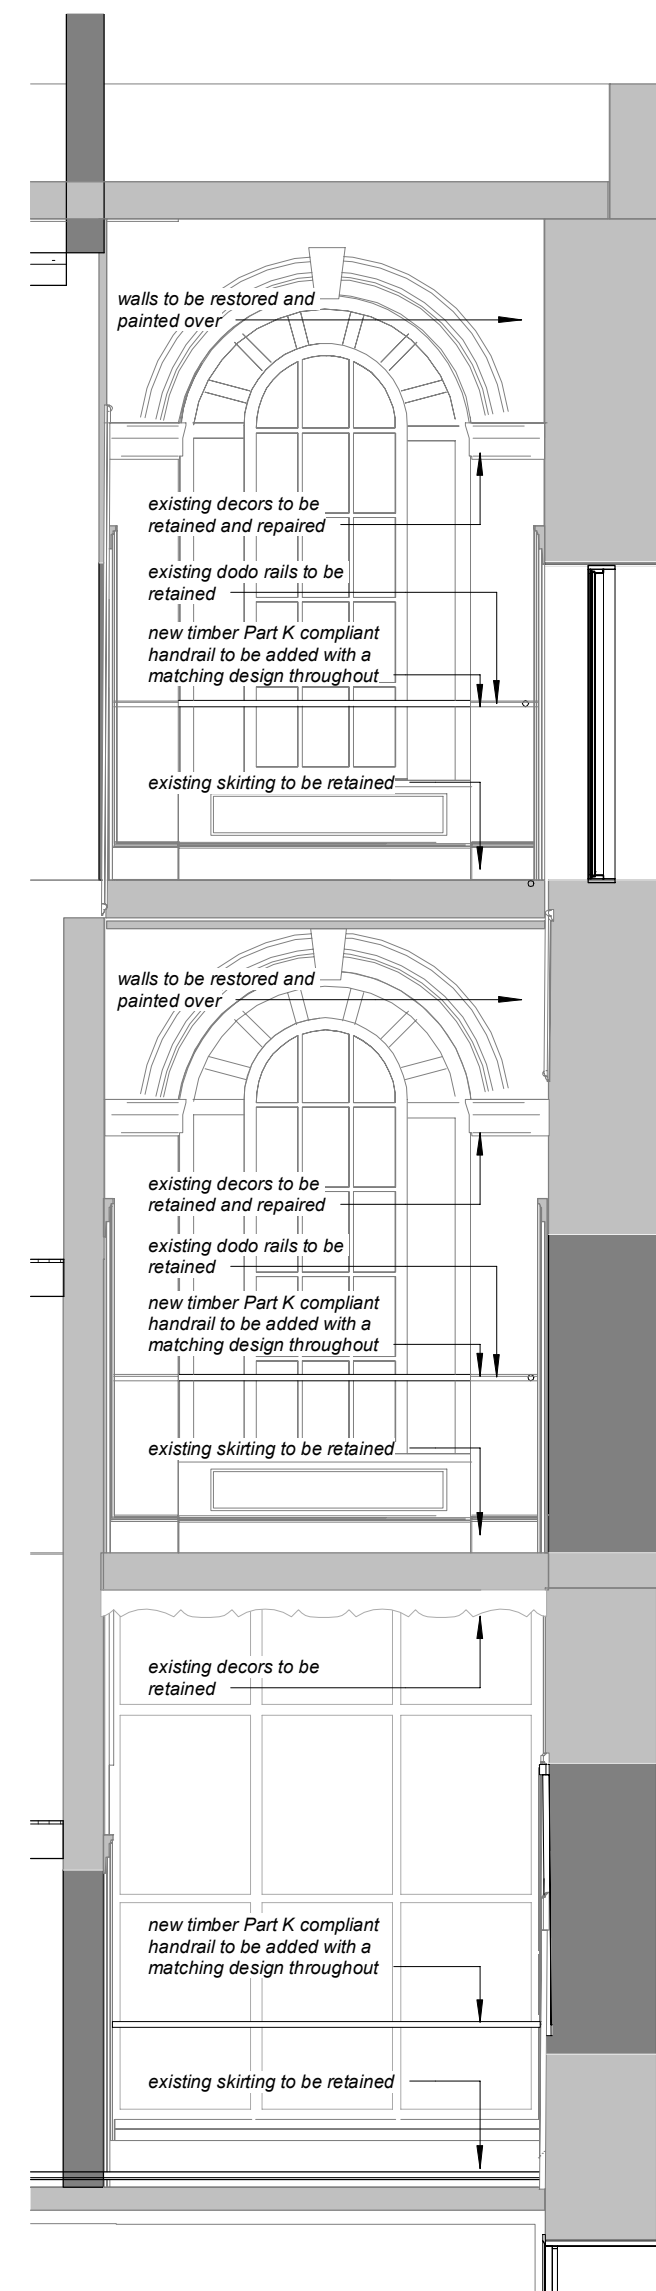 walls to be restored and
painted over
existing decors to be
retained and repaired
existing dodo rails to be
retained
new timber Part K compliant
handrail to be added with a
matching design throughout
existing skirting to be retained
walls to be restored and
painted over
existing decors to be
retained and repaired
existing dodo rails to be
retained
new timber Part K compliant
handrail to be added with a
matching design throughout
existing skirting to be retained
existing decors to be
retained
new timber Part K compliant
handrail to be added with a
matching design throughout
existing skirting to be retained